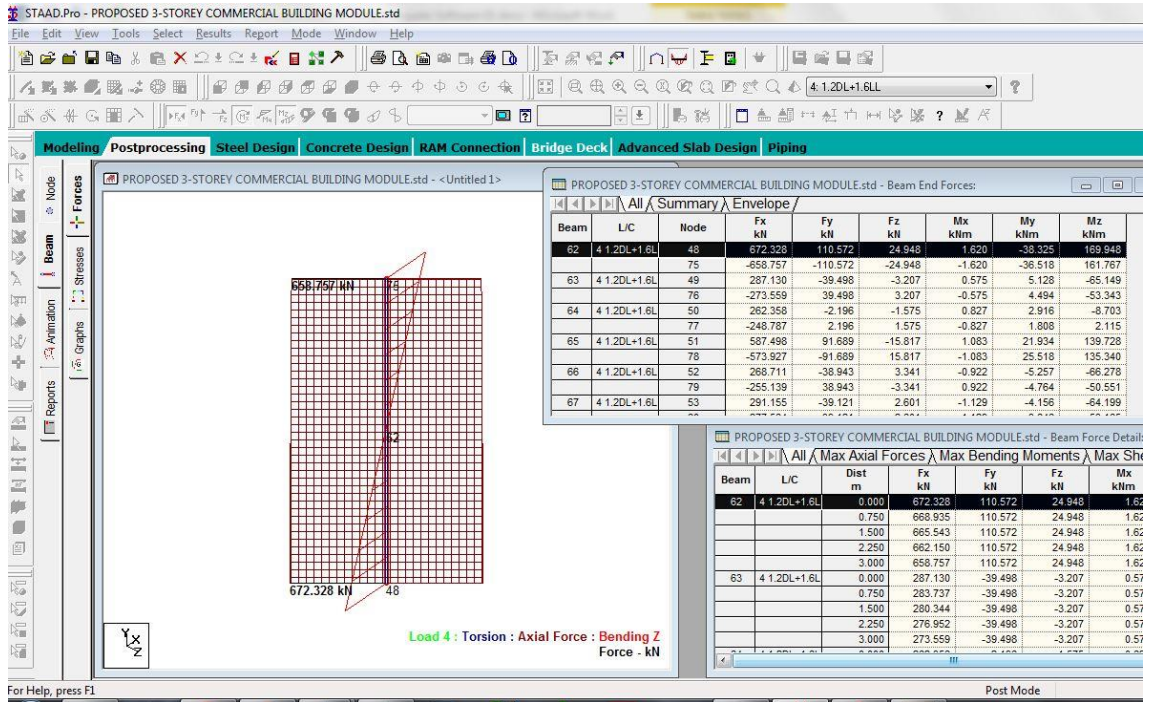 STAAD.Pro - PROPOSED 3-STOREY COMMERCIAL BUILDING MODULE.std
File Edit View Tools Select Results Report Mode Window Help
4: 1.2DL+1.6LL
Modeling Postprocessing Steel Design Concrete Design RAM Connection Bridge Deck Advanced Slab Design Piping
Node
Beam
Animation
Reports
Forces
Stresses
Graphs
PROPOSED 3-STOREY COMMERCIAL BUILDING MODULE.std - <Untitled1>
658.757 kN 75
62
672.328 kN 48
Y X Z
Load 4 : Torsion : Axial Force : Bending Z
Force - kN
PROPOSED 3-STOREY COMMERCIAL BUILDING MODULE.std - Beam End Forces:
All Summary Envelope
Beam L/C Node Fx kN Fy kN Fz kN Mx kNm My kNm Mz kNm
62 4 1.2DL+1.6L 48 672.328 110.572 24.948 1.620 -38.325 169.948
75 -658.757 -110.572 -24.948 -1.620 -36.518 161.767
63 4 1.2DL+1.6L 49 287.130 -39.498 -3.207 0.575 5.128 -65.149
76 -273.559 39.498 3.207 -0.575 4.494 -53.343
64 4 1.2DL+1.6L 50 262.358 -2.196 -1.575 0.827 2.916 -8.703
77 -248.787 2.196 1.575 -0.827 1.808 2.115
65 4 1.2DL+1.6L 51 587.498 91.689 -15.817 1.083 21.934 139.728
78 -573.927 -91.689 15.817 -1.083 25.518 135.340
66 4 1.2DL+1.6L 52 268.711 -38.943 3.341 -0.922 -5.257 -66.278
79 -255.139 38.943 -3.341 0.922 -4.764 -50.551
67 4 1.2DL+1.6L 53 291.155 -39.121 2.601 -1.129 -4.156 -64.199
PROPOSED 3-STOREY COMMERCIAL BUILDING MODULE.std - Beam Force Detail:
All Max Axial Forces Max Bending Moments Max She
Beam L/C Dist m Fx kN Fy kN Fz kN Mx kNm
62 4 1.2DL+1.6L 0.000 672.328 110.572 24.948 1.62
0.750 668.935 110.572 24.948 1.62
1.500 665.543 110.572 24.948 1.62
2.250 662.150 110.572 24.948 1.62
3.000 658.757 110.572 24.948 1.62
63 4 1.2DL+1.6L 0.000 287.130 -39.498 -3.207 0.57
0.750 283.737 -39.498 -3.207 0.57
1.500 280.344 -39.498 -3.207 0.57
2.250 276.952 -39.498 -3.207 0.57
3.000 273.559 -39.498 -3.207 0.57
For Help, press F1
Post Mode